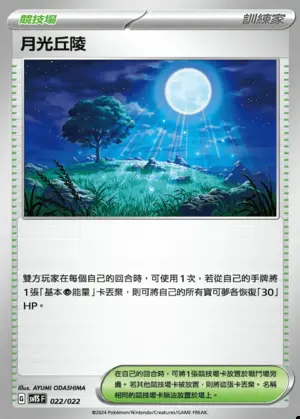 競技場
訓練家
月光丘陵
雙方玩家在每個自己的回合時，可使用1次，若從自己的手牌將
1張「基本超能量」卡丟棄，則可將自己的所有寶可夢各恢復「30」
HP。
在自己的回合時，可以將1張競技場卡放置於戰鬥場旁
邊。若其他競技場卡被放置，則將這張卡丟棄。名稱
相同的競技場卡無法放置於場上。
illus. AYUMI ODASHIMA
G SV1S F 022/022
©2024 Pokémon/Nintendo/Creatures/GAME FREAK